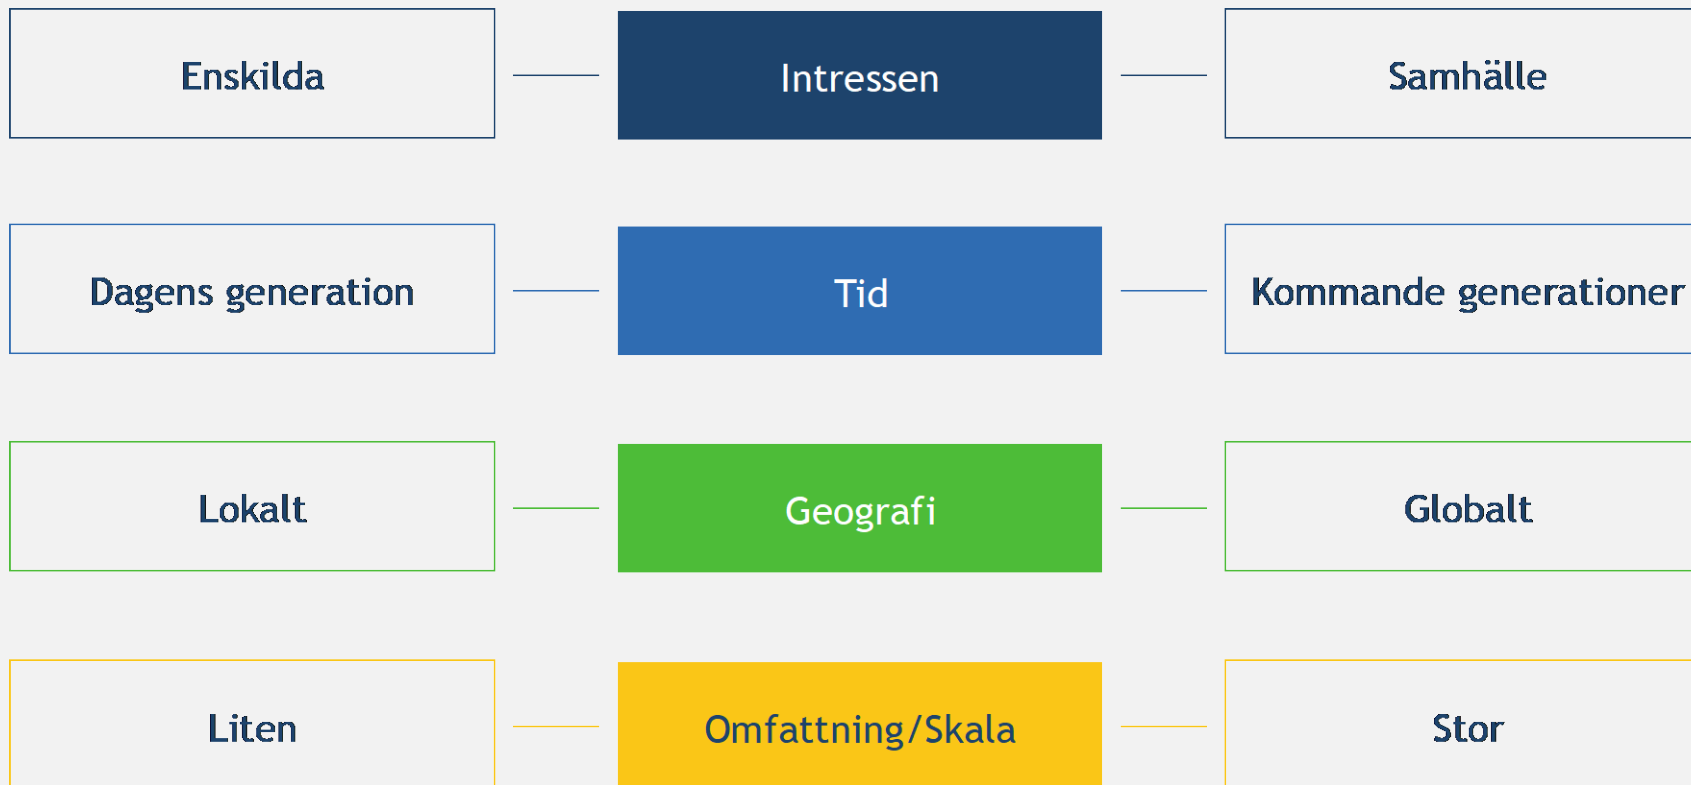 Enskilda
Intressen
Samhälle
Dagens generation
Tid
Kommande generationer
Lokalt
Geografi
Globalt
Liten
Omfattning/Skala
Stor